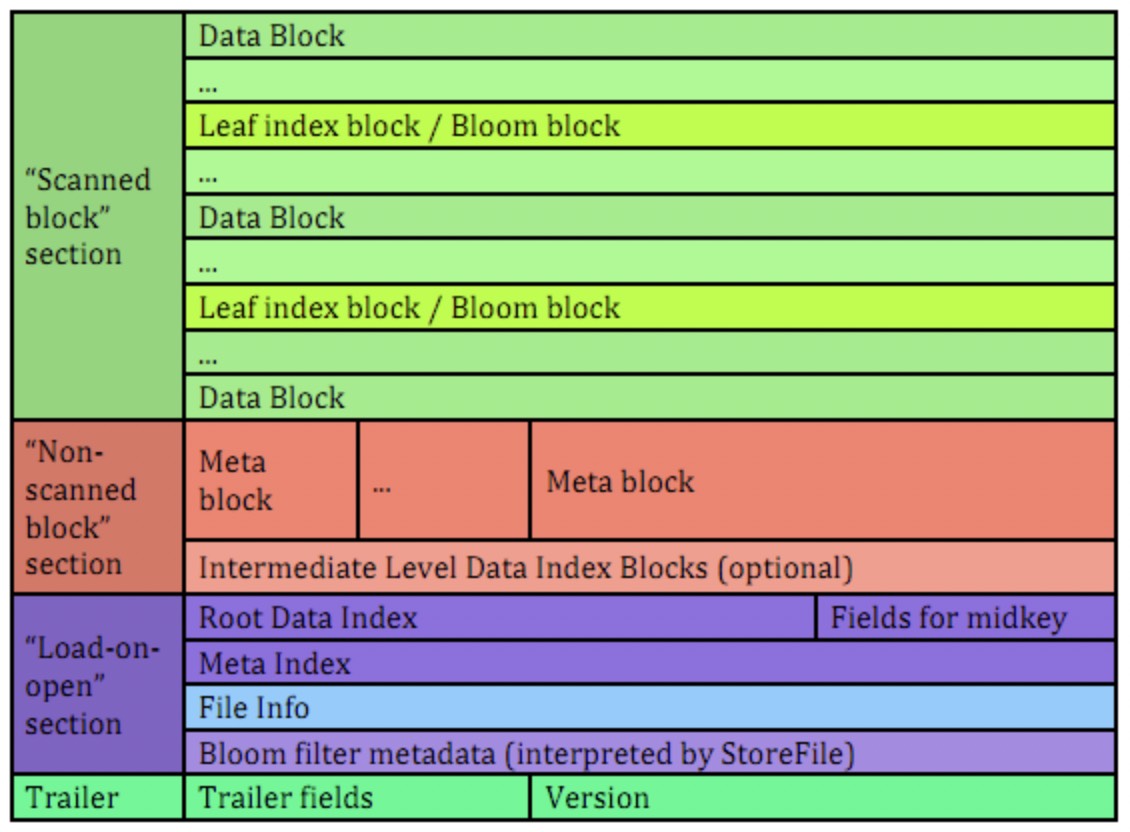 “Scanned
block”
section
Data Block
...
Leaf index block / Bloom block
...
Data Block
...
Leaf index block / Bloom block
...
Data Block
“Non-
scanned
block”
section
Meta
block
...
Meta block
Intermediate Level Data Index Blocks (optional)
“Load-on-
open”
section
Root Data Index
Fields for midkey
Meta Index
File Info
Bloom filter metadata (interpreted by StoreFile)
Trailer
Trailer fields
Version